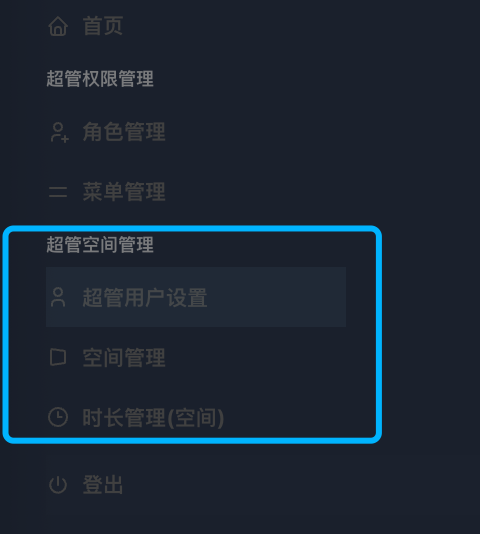 首页
超管权限管理
角色管理
菜单管理
超管空间管理
超管用户设置
空间管理
时长管理(空间)
登出